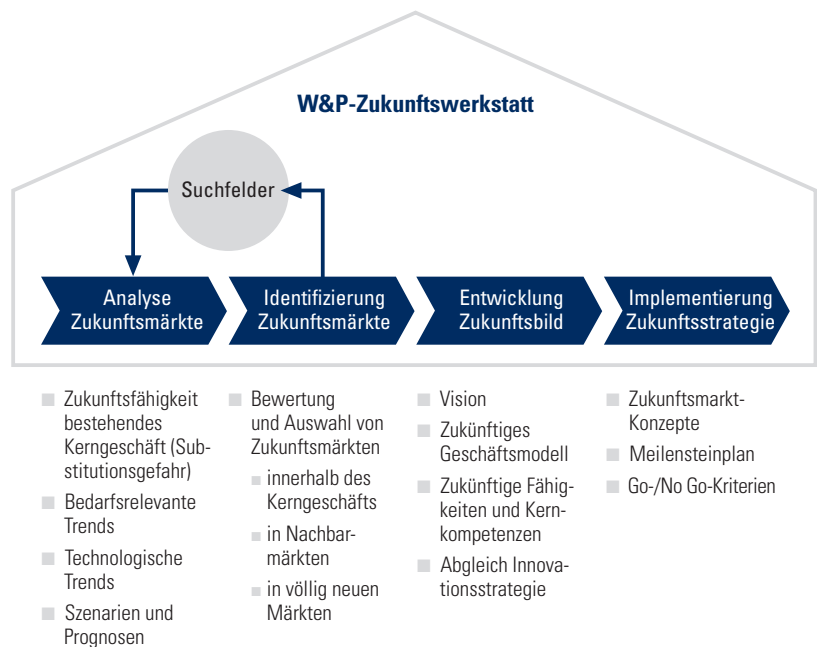 W&P-Zukunftswerkstatt
Suchfelder
Analyse
Zukunftsmärkte
Identifizierung
Zukunftsmärkte
Entwicklung
Zukunftsbild
Implementierung
Zukunftsstrategie
Zukunftsfähigkeit
bestehendes
Kerngeschäft (Sub-
stitutionsgefahr)
Bedarfsrelevante
Trends
Technologische
Trends
Szenarien und
Prognosen
Bewertung
und Auswahl von
Zukunftsmärkten
innerhalb des
Kerngeschäfts
in Nachbar-
märkten
in völlig neuen
Märkten
Vision
Zukünftiges
Geschäftsmodell
Zukünftige Fähig-
keiten und Kern-
kompetenzen
Abgleich Innova-
tionsstrategie
Zukunftsmarkt-
Konzepte
Meilensteinplan
Go-/No Go-Kriterien